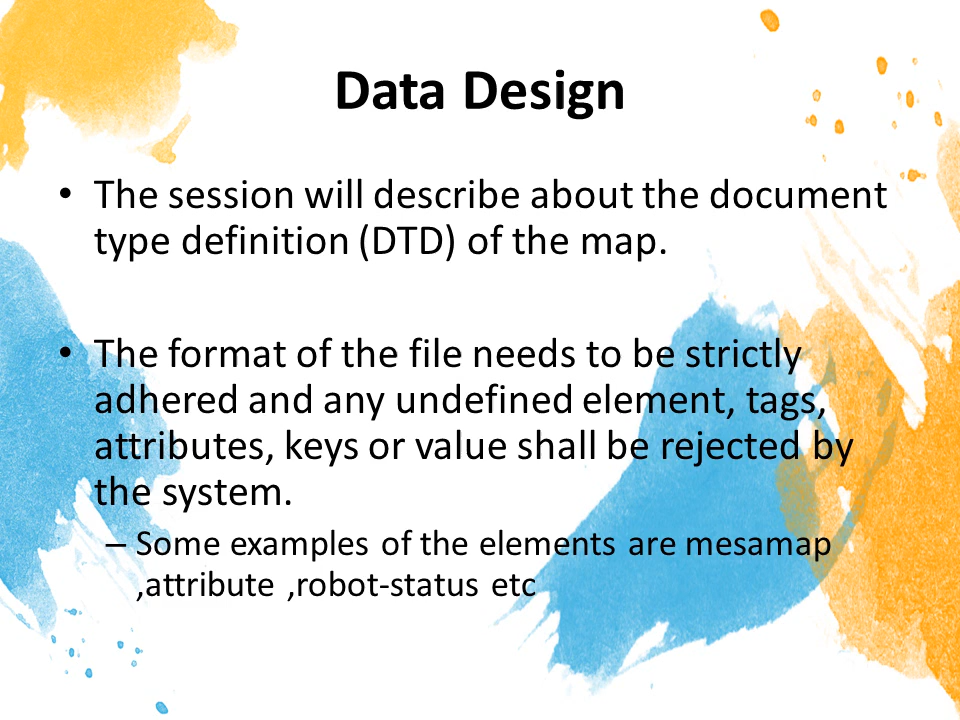 Data Design
• The session will describe about the document
type definition (DTD) of the map.
• The format of the file needs to be strictly
adhered and any undefined element, tags,
attributes, keys or value shall be rejected by
the system.
– Some examples of the elements are mesamap
,attribute ,robot-status etc